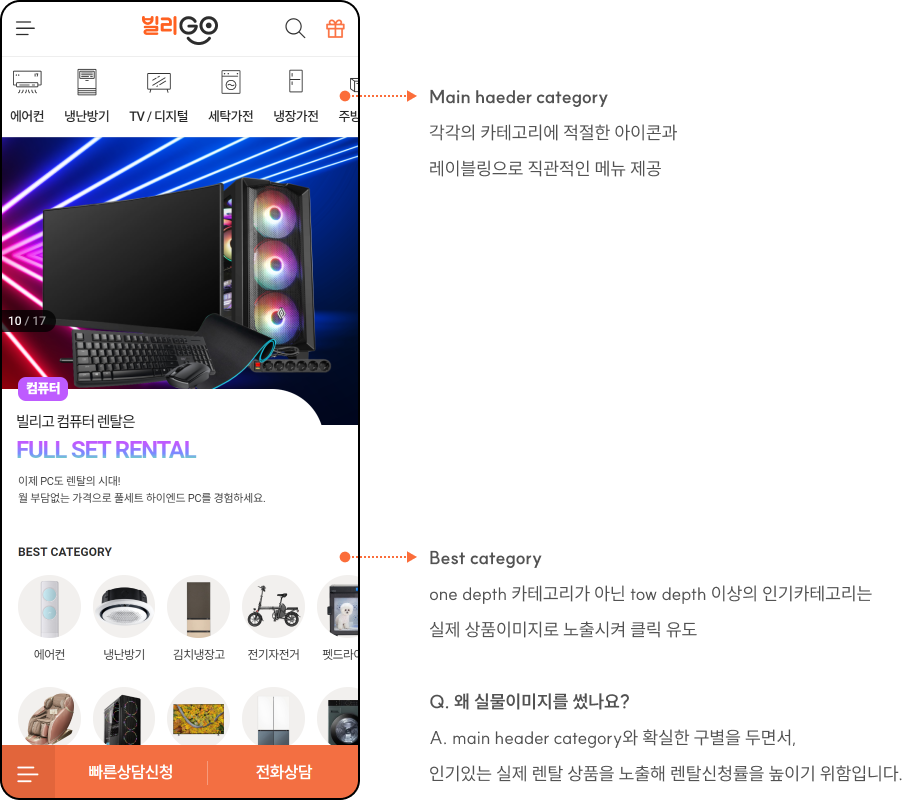 빌리GO
에어컨
냉난방기
TV / 디지털
세탁가전
냉장가전
주방
10 / 17
컴퓨터
빌리고 컴퓨터 렌탈은
FULL SET RENTAL
이제 PC도 렌탈의 시대!
월 부담없는 가격으로 풀세트 하이엔드 PC를 경험하세요.
BEST CATEGORY
에어컨
냉난방기
김치냉장고
전기자전거
펫드라이
빠른상담신청
전화상담
Main haeder category
각각의 카테고리에 적절한 아이콘과
레이블링으로 직관적인 메뉴 제공
Best category
one depth 카테고리가 아닌 tow depth 이상의 인기카테고리는
실제 상품이미지로 노출시켜 클릭 유도
Q. 왜 실물이미지를 썼나요?
A. main header category와 확실한 구별을 두면서,
인기있는 실제 렌탈 상품을 노출해 렌탈신청률을 높이기 위함입니다.